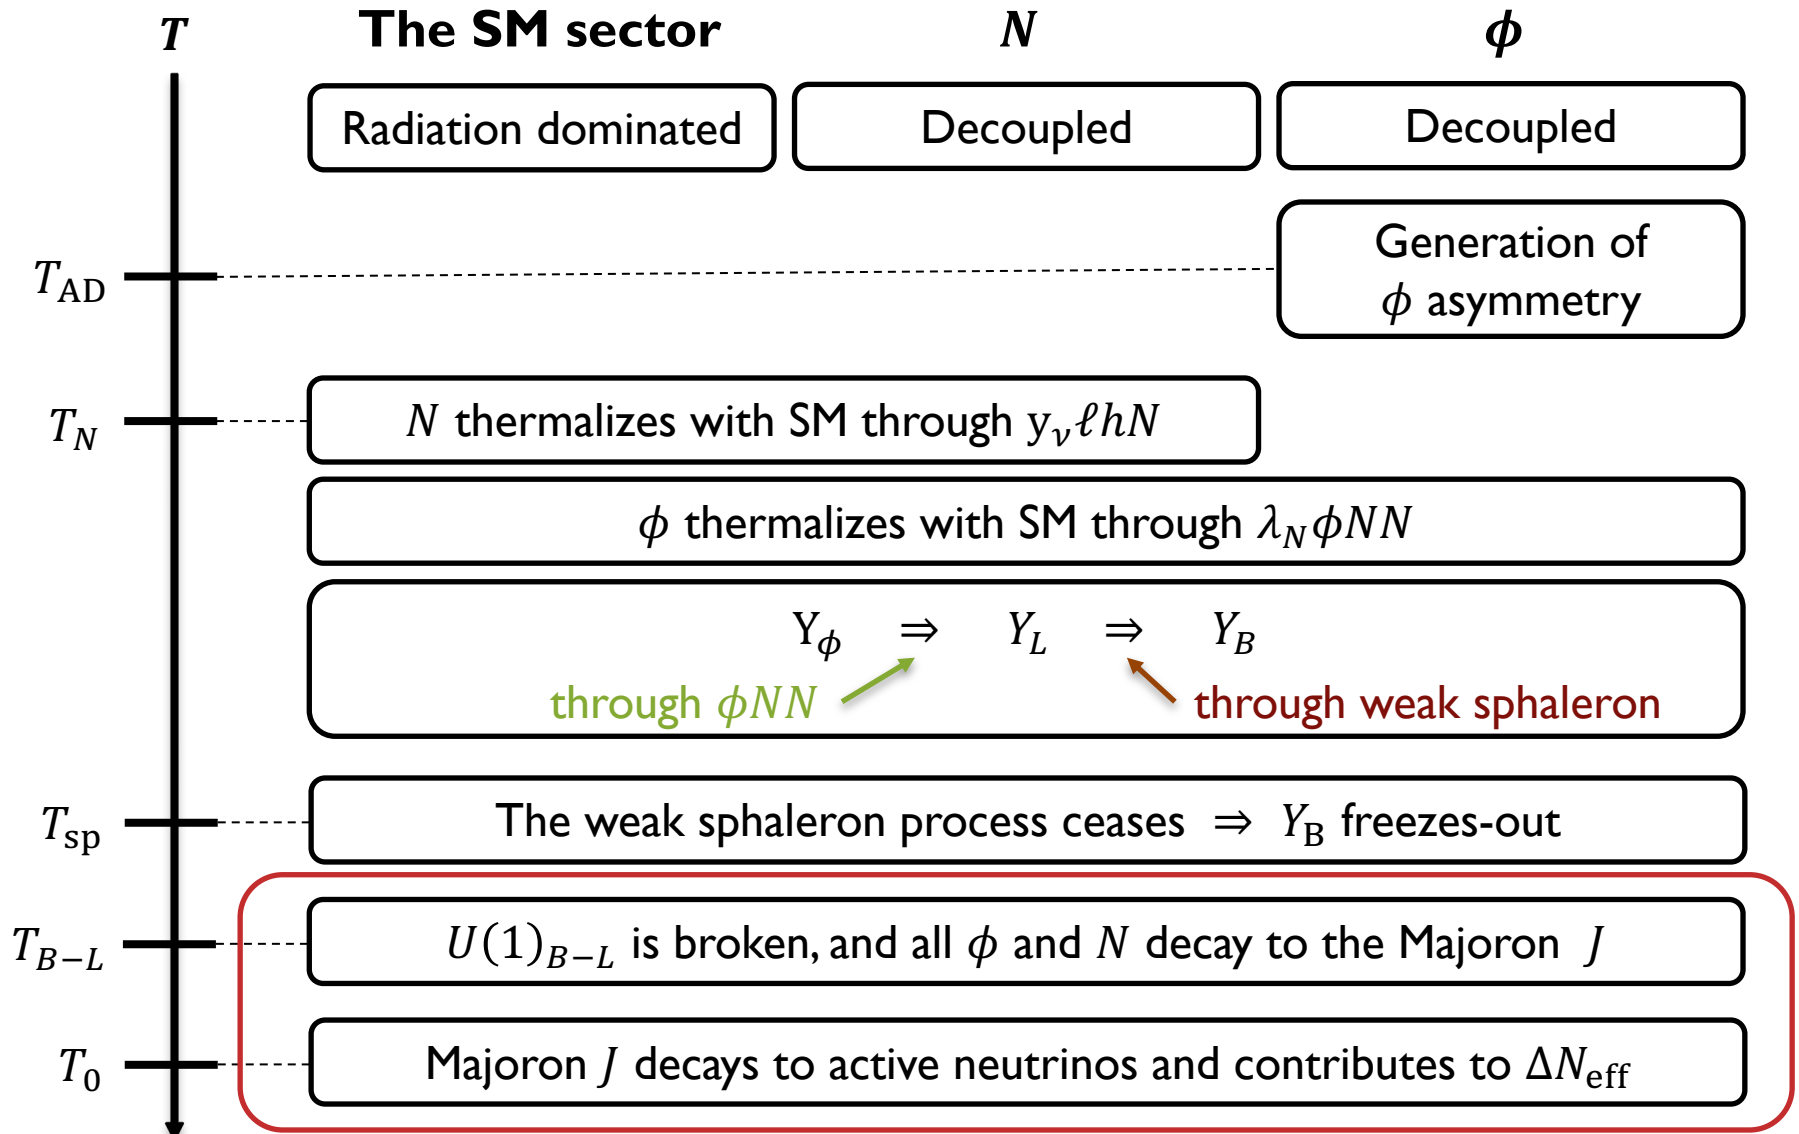 T The SM sector N ϕ
Radiation dominated Decoupled Decoupled
T_AD Generation of
ϕ asymmetry
T_N N thermalizes with SM through y_ν ℓhN
ϕ thermalizes with SM through λ_N ϕNN
Y_ϕ ⇒ Y_L ⇒ Y_B
through ϕNN through weak sphaleron
T_sp The weak sphaleron process ceases ⇒ Y_B freezes-out
T_{B−L} U(1)_{B−L} is broken, and all ϕ and N decay to the Majoron J
T_0 Majoron J decays to active neutrinos and contributes to ΔN_eff